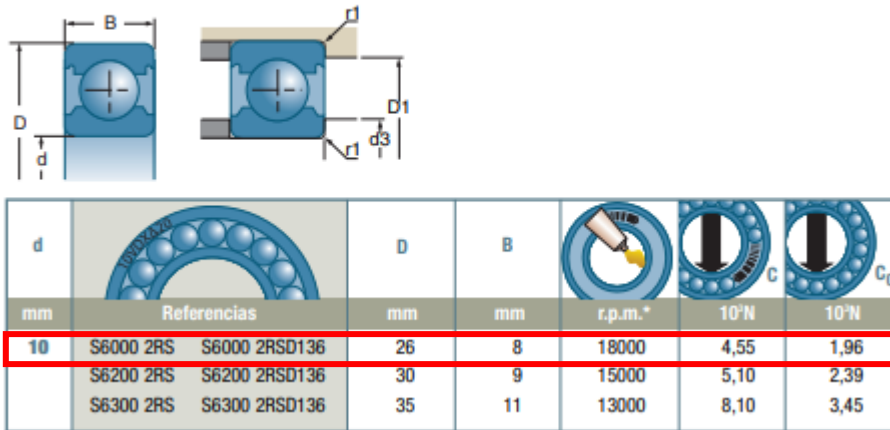 B
r1
D
d
D1
d3
r1
d
D
B
C
C0
mm Referencias mm mm r.p.m.* 10³N 10³N
10 S6000 2RS S6000 2RSD136 26 8 18000 4,55 1,96
S6200 2RS S6200 2RSD136 30 9 15000 5,10 2,39
S6300 2RS S6300 2RSD136 35 11 13000 8,10 3,45